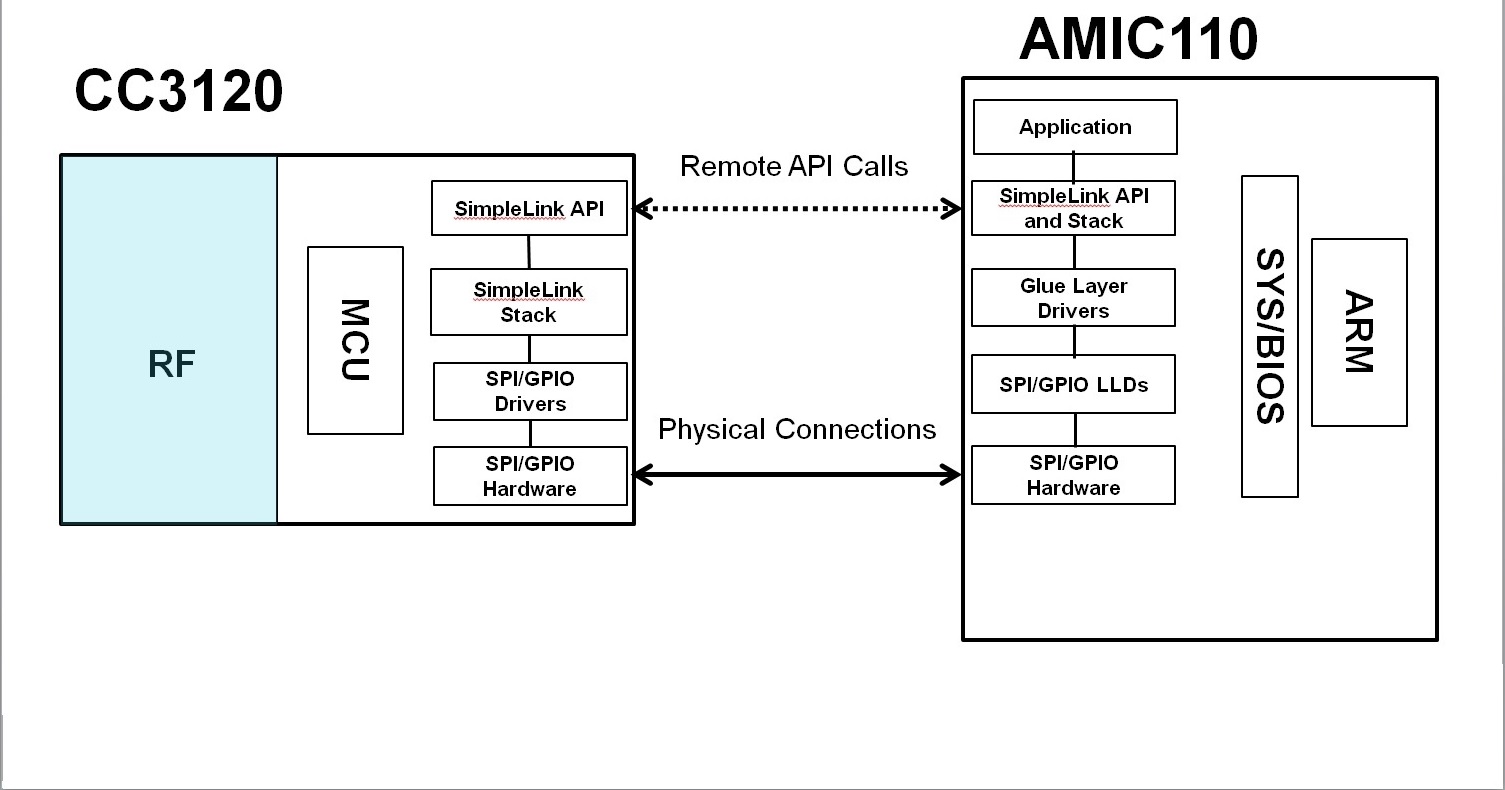 AMIC110
CC3120
Application
Remote API Calls
SimpleLink API
SimpleLink API
and Stack
RF
MCU
SimpleLink
Stack
Glue Layer
Drivers
SPI/GPIO
Drivers
SPI/GPIO LLDs
Physical Connections
SPI/GPIO
Hardware
SPI/GPIO
Hardware
SYS/BIOS
ARM